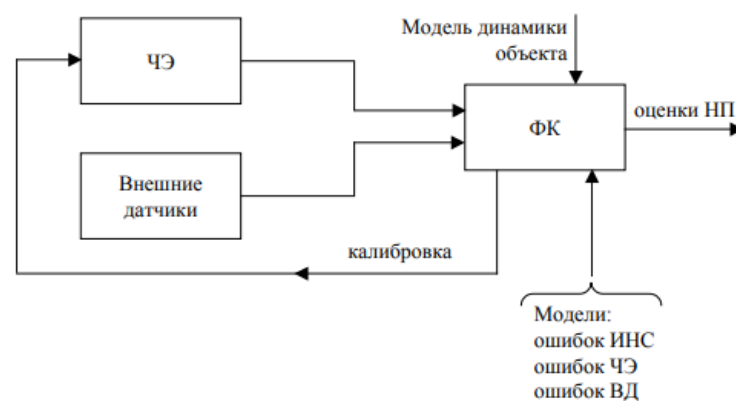 Модель динамики
объекта
ЧЭ
ФК
оценки НП
Внешние
датчики
калибровка
Модели:
ошибок ИНС
ошибок ЧЭ
ошибок ВД